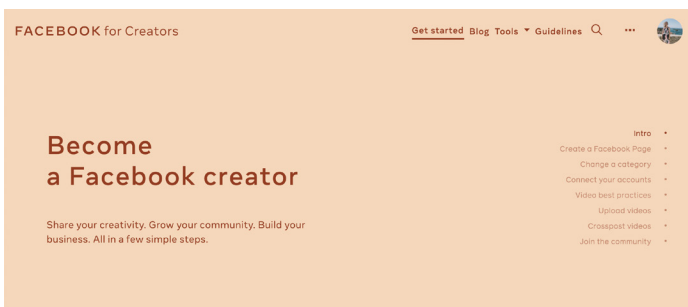 FACEBOOK for Creators
Get started Blog Tools Guidelines
Become
a Facebook creator
Share your creativity. Grow your community. Build your
business. All in a few simple steps.
Intro
Create a Facebook Page
Change a category
Connect your accounts
Video best practices
Upload videos
Crosspost videos
Join the community